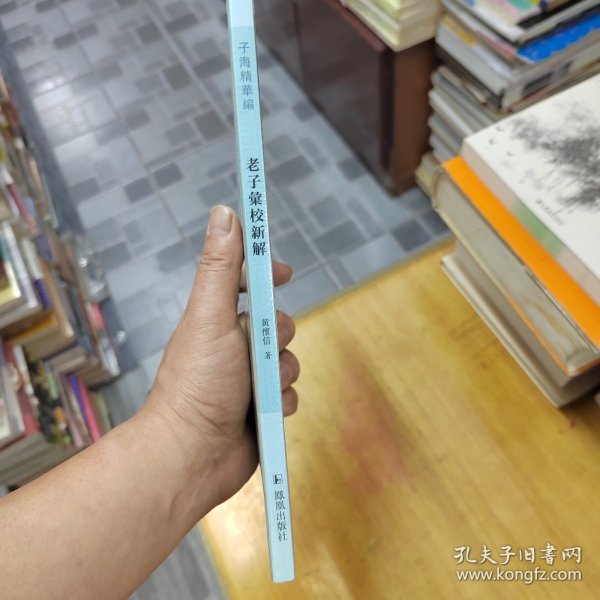 子海精華編
老子彙校新解
黄懷信 著
鳳凰出版社
孔夫子旧書网
www.kongfz.com